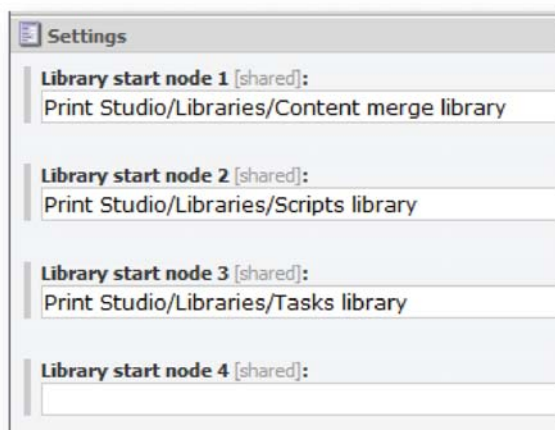 Settings
Library start node 1 [shared]:
Print Studio/Libraries/Content merge library
Library start node 2 [shared]:
Print Studio/Libraries/Scripts library
Library start node 3 [shared]:
Print Studio/Libraries/Tasks library
Library start node 4 [shared]: